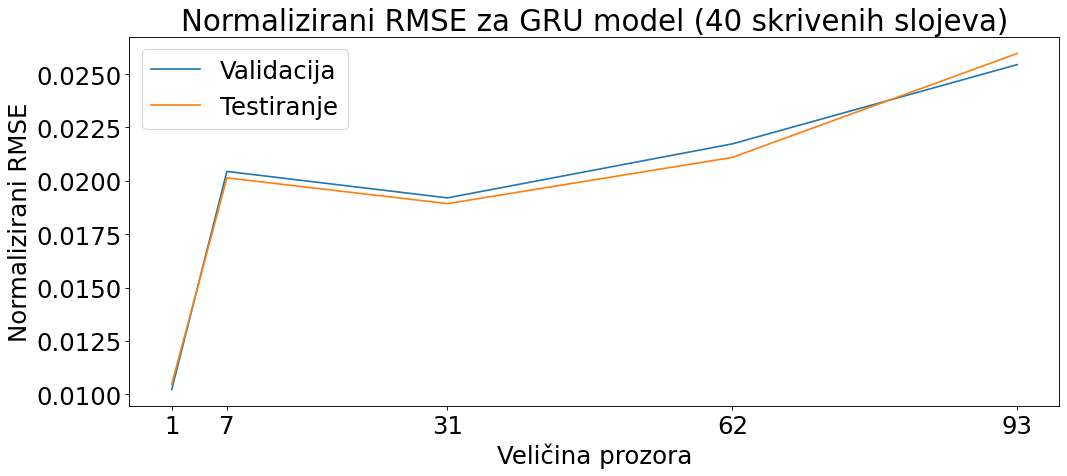 Normalizirani RMSE za GRU model (40 skrivenih slojeva)
Validacija
Testiranje
Normalizirani RMSE
0.0250
0.0225
0.0200
0.0175
0.0150
0.0125
0.0100
1 7 31 62 93
Veličina prozora